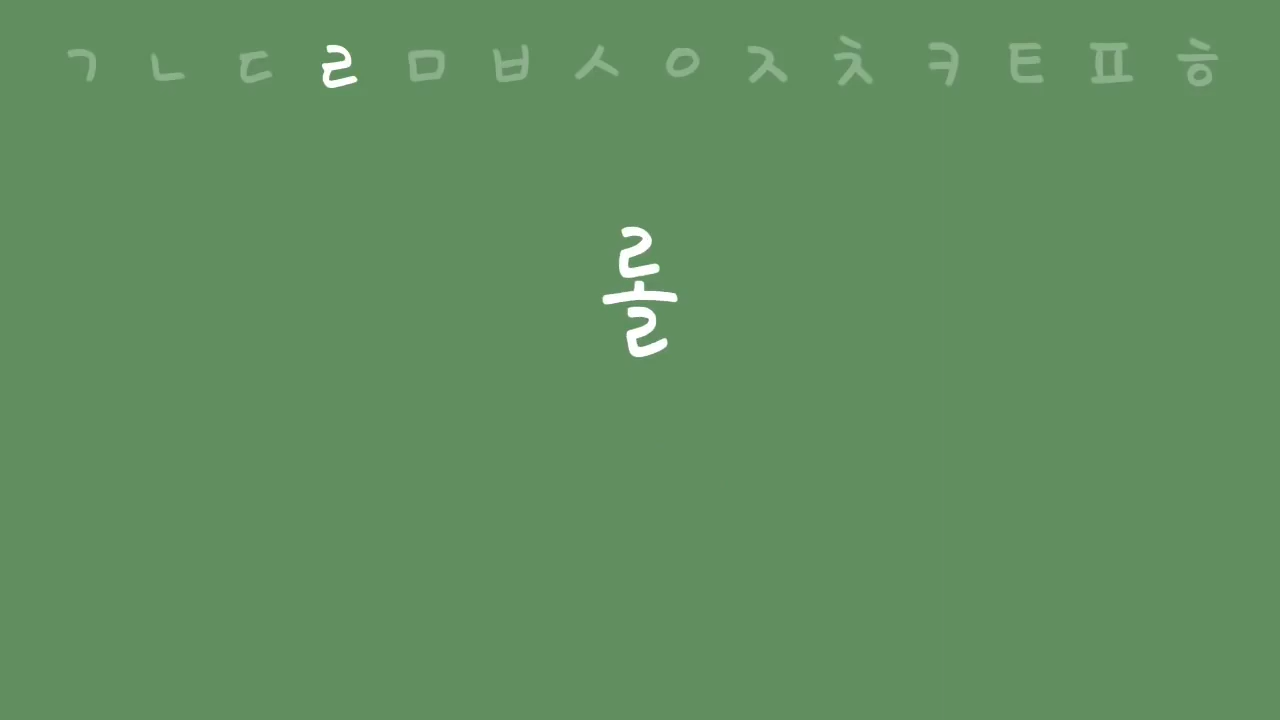 ㄱ ㄴ ㄷ ㄹ ㅁ ㅂ ㅅ ㅇ ㅈ ㅊ ㅋ ㅌ ㅍ ㅎ
롤